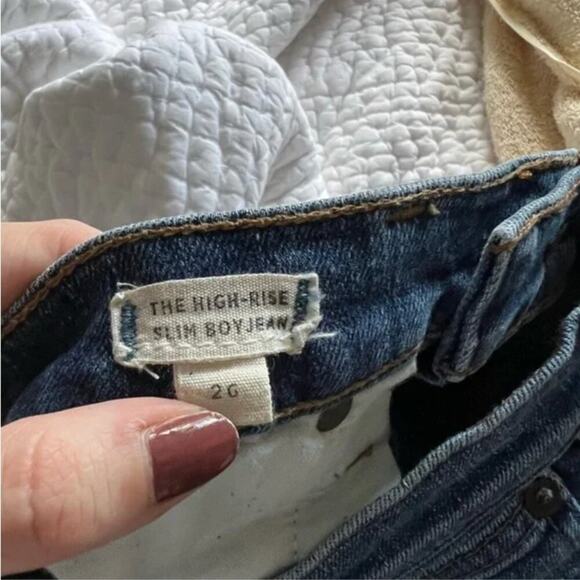 THE HIGH-RISE
SLIM BOYJEAN
26